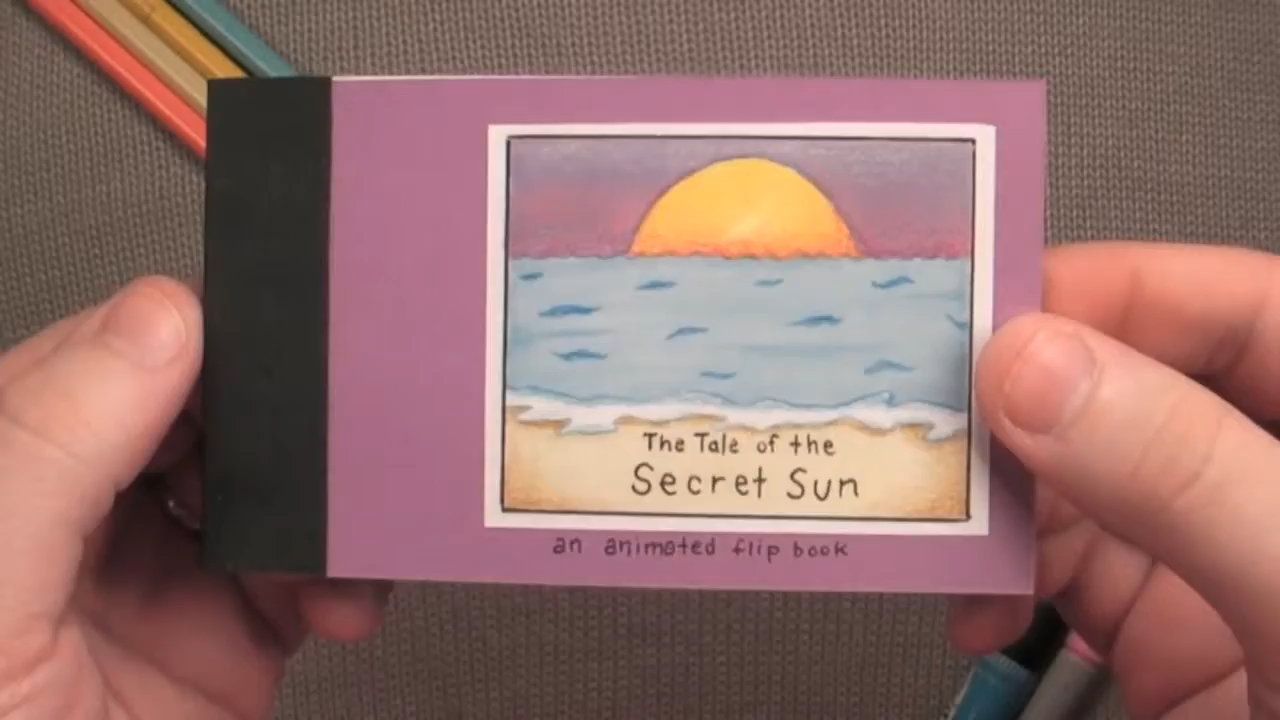 The Tale of the
Secret Sun
an animated flip book